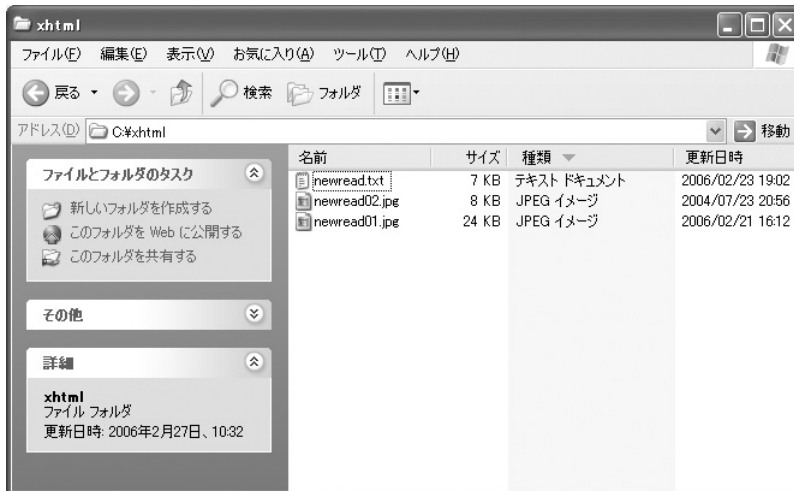 xhtml
ファイル(F) 編集(E) 表示(V) お気に入り(A) ツール(T) ヘルプ(H)
戻る 検索 フォルダ
アドレス(D) C:¥xhtml 移動
ファイルとフォルダのタスク
新しいフォルダを作成する
このフォルダを Web に公開する
このフォルダを共有する
その他
詳細
xhtml
ファイル フォルダ
更新日時: 2006年2月27日、10:32
名前 サイズ 種類 更新日時
newread.txt 7 KB テキスト ドキュメント 2006/02/23 19:02
newread02.jpg 8 KB JPEG イメージ 2004/07/23 20:56
newread01.jpg 24 KB JPEG イメージ 2006/02/21 16:12